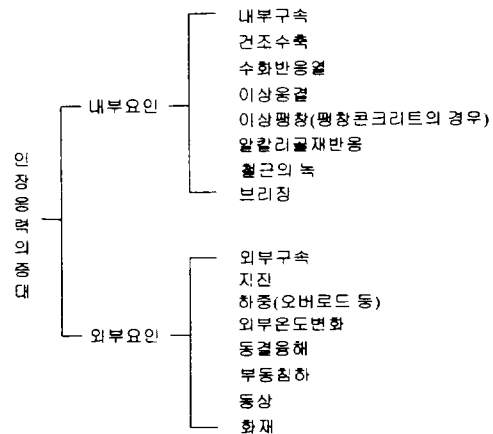 인장응력의증대
내부요인
내부구속
건조수축
수화반응열
이상응결
이상팽창(팽창콘크리트의 경우)
알칼리골재반응
철근의 녹
브리징
외부요인
외부구속
지진
하중(오버로드 등)
외부온도변화
동결융해
부동침하
동상
화재